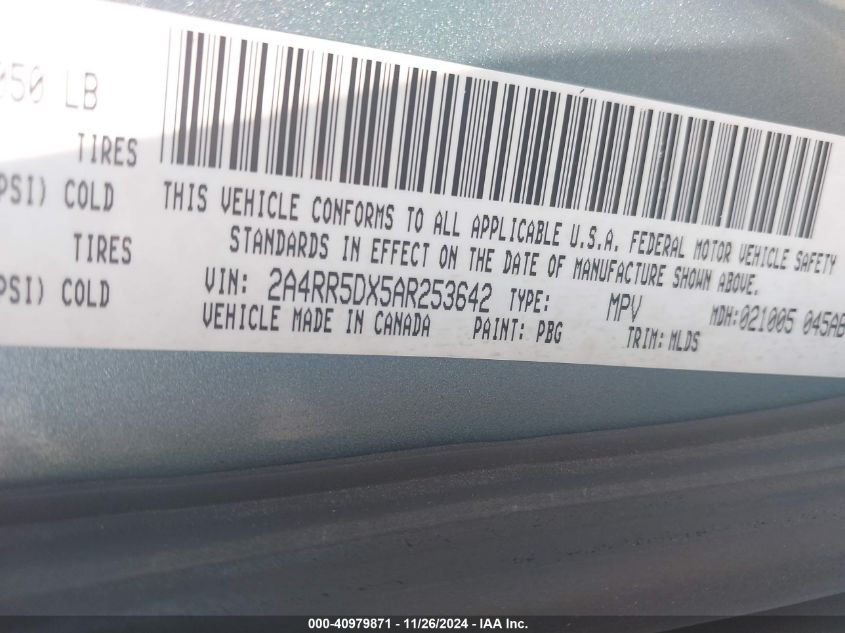 050 LB
TIRES
PSI) COLD
TIRES
PSI) COLD
THIS VEHICLE CONFORMS TO ALL APPLICABLE U.S.A. FEDERAL MOTOR VEHICLE SAFETY
STANDARDS IN EFFECT ON THE DATE OF MANUFACTURE SHOWN ABOVE.
VIN: 2A4RR5DX5AR253642 TYPE: MPV MDH:021005 045AB
VEHICLE MADE IN CANADA PAINT: PBG TRIM: MLDS
000-40979871 - 11/26/2024 - IAA Inc.